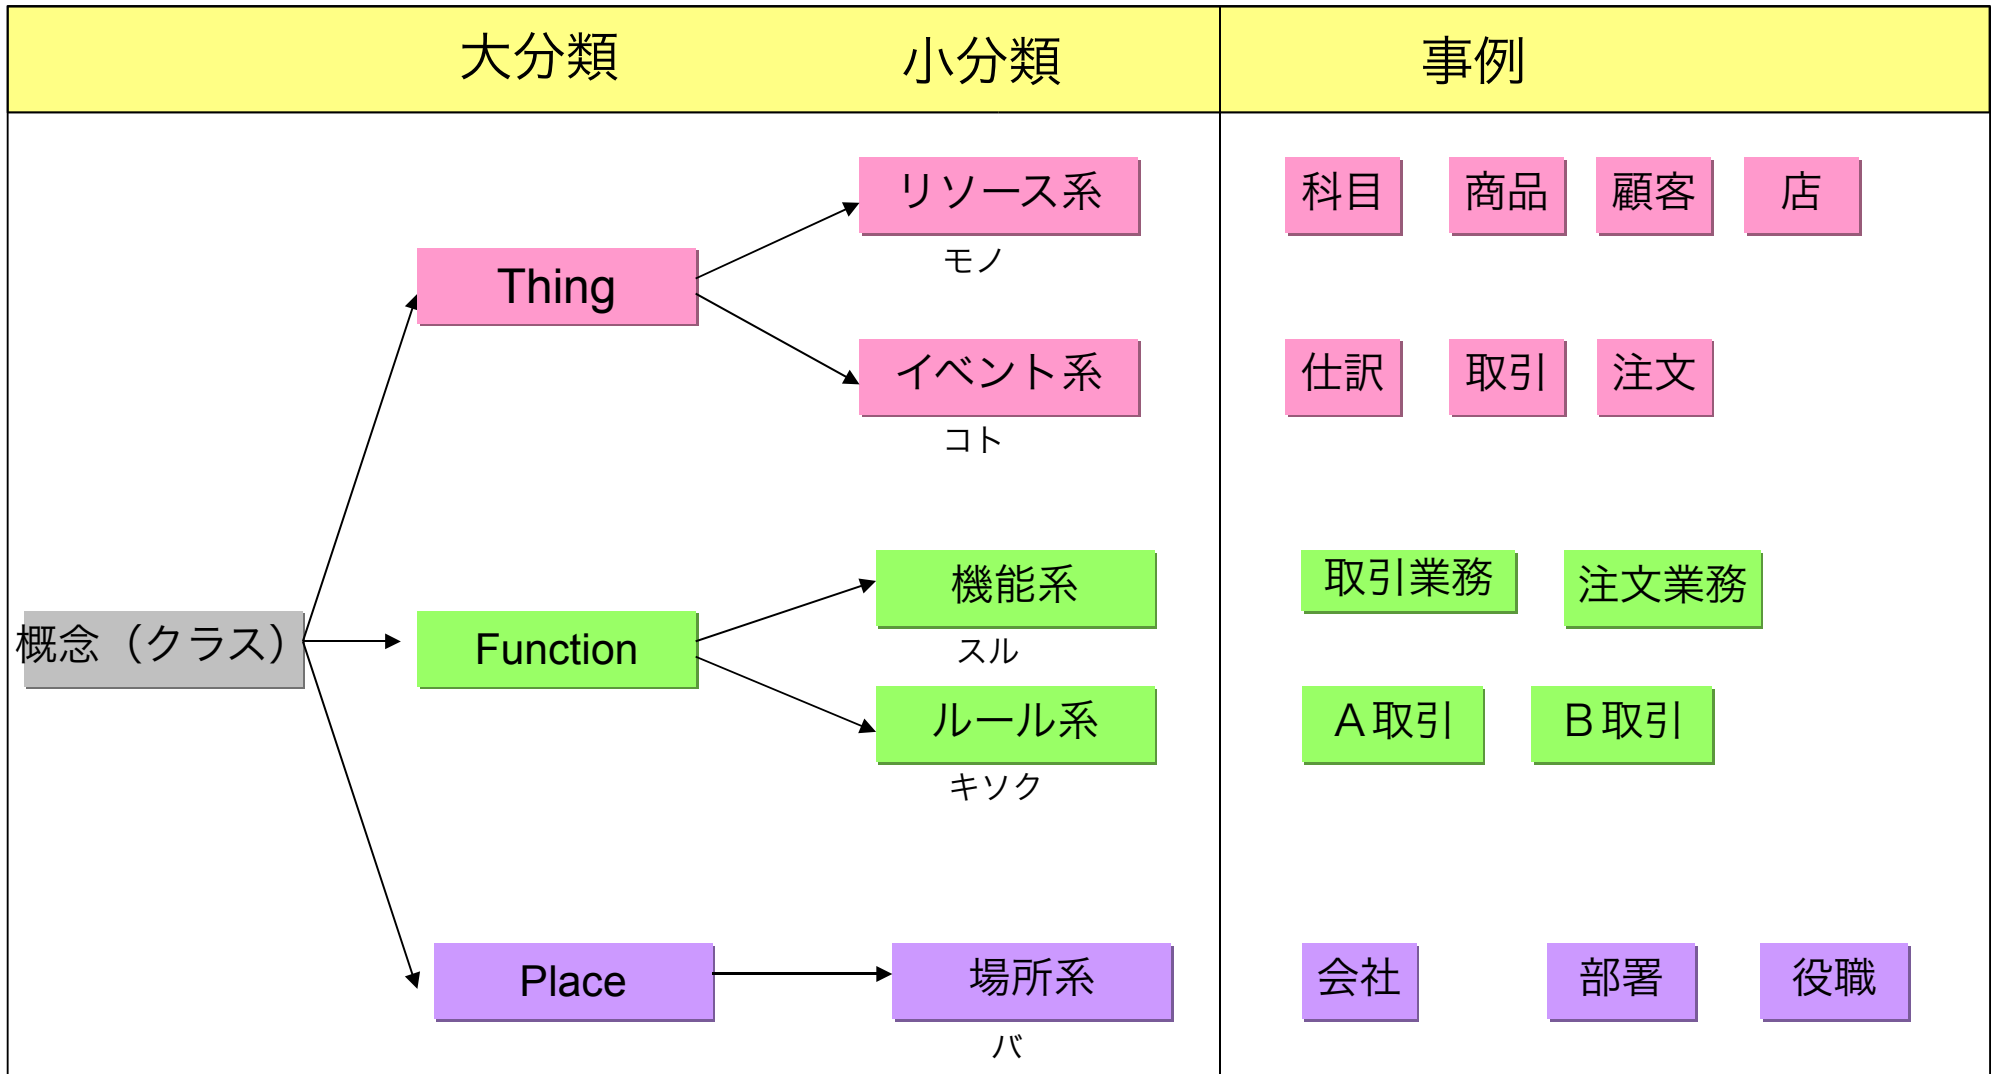 大分類 小分類 事例
リソース系 科目 商品 顧客 店
モノ
Thing
イベント系 仕訳 取引 注文
コト
機能系 取引業務 注文業務
概念（クラス） Function
スル
ルール系 Ａ取引 Ｂ取引
キソク
Place 場所系 会社 部署 役職
バ